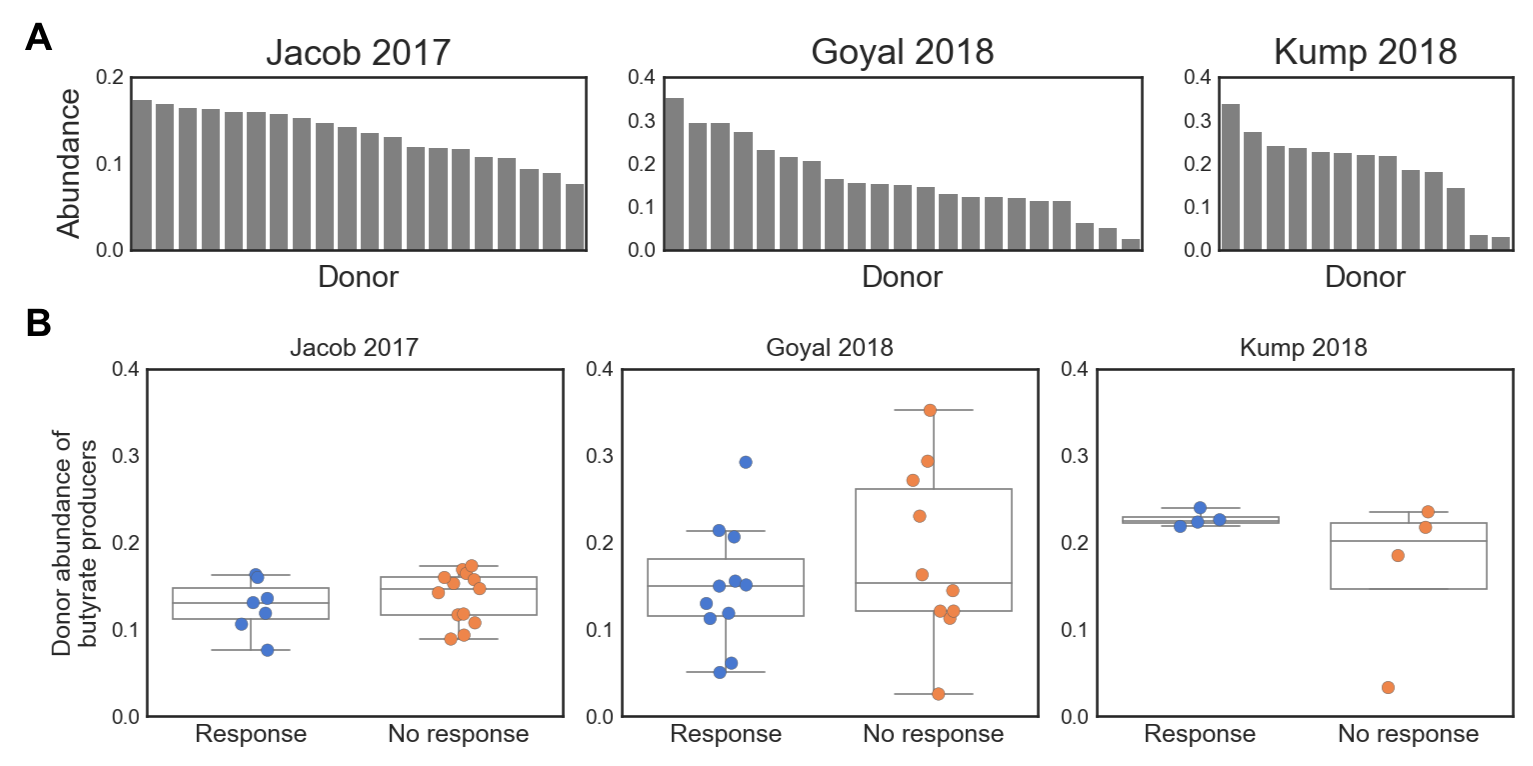 A
Jacob 2017
Goyal 2018
Kump 2018
Abundance
0.2
0.1
0.0
Donor
0.4
0.3
0.2
0.1
0.0
Donor
0.4
0.3
0.2
0.1
0.0
Donor
B
Jacob 2017
Goyal 2018
Kump 2018
Donor abundance of
butyrate producers
0.4
0.3
0.2
0.1
0.0
Response
No response
0.4
0.3
0.2
0.1
0.0
Response
No response
0.4
0.3
0.2
0.1
0.0
Response
No response